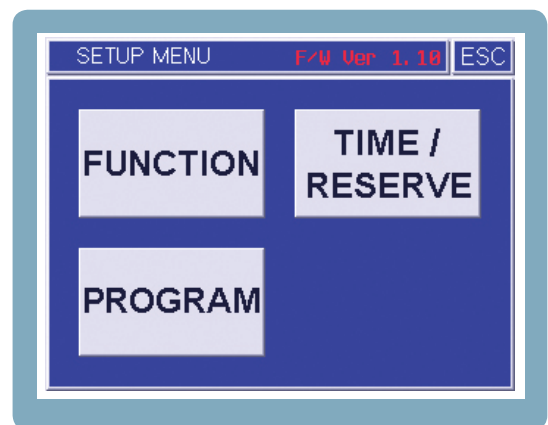 SETUP MENU F/W Ver 1.10 ESC
FUNCTION
TIME /
RESERVE
PROGRAM